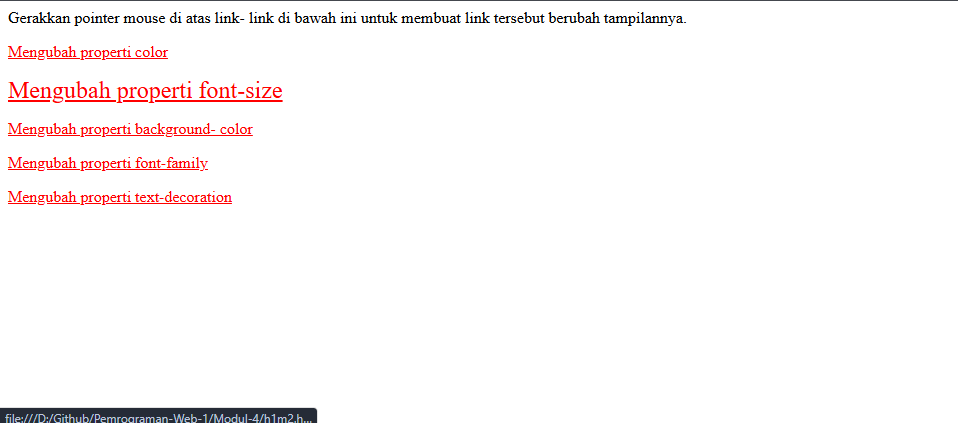 Gerakkan pointer mouse di atas link- link di bawah ini untuk membuat link tersebut berubah tampilannya.
Mengubah properti color
Mengubah properti font-size
Mengubah properti background- color
Mengubah properti font-family
Mengubah properti text-decoration
file:///D:/Github/Pemrograman-Web-1/Modul-4/h1m2.h...